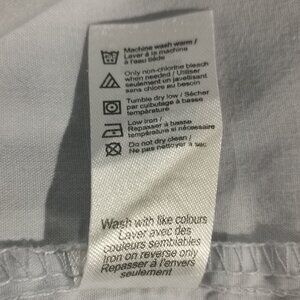 Machine wash warm /
Laver à la machine
à l'eau tiède
Only non-chlorine bleach
when needed / Utiliser
seulement un javellisant
sans chlore au besoin
Tumble dry low / Sécher
par culbutage à basse
température
Low iron /
Repasser à basse
température si nécessaire
Do not dry clean /
Ne pas nettoyer à sec
Wash with like colours
Laver avec des
couleurs semblables
Iron on reverse only
Repasser à l'envers
seulement